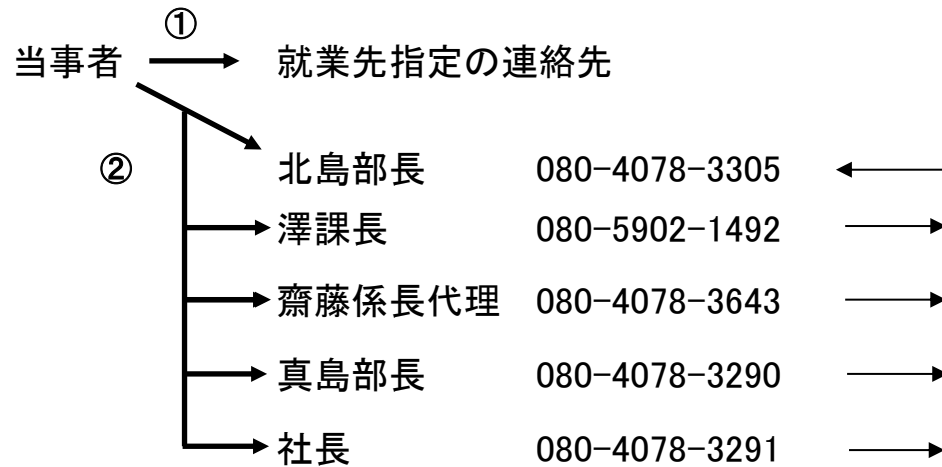 ①
当事者 就業先指定の連絡先
②
北島部長 080-4078-3305
澤課長 080-5902-1492
齋藤係長代理 080-4078-3643
真島部長 080-4078-3290
社長 080-4078-3291